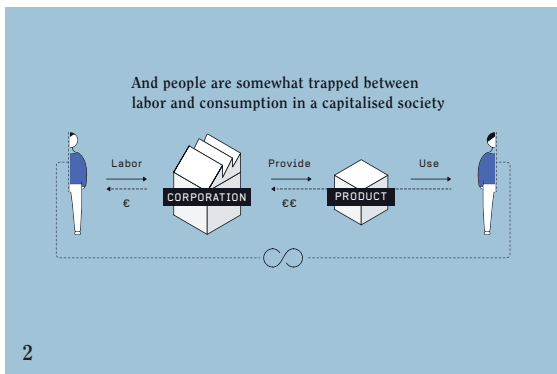 And people are somewhat trapped between
labor and consumption in a capitalised society
Labor
Provide
Use
CORPORATION
PRODUCT
€
€€
2